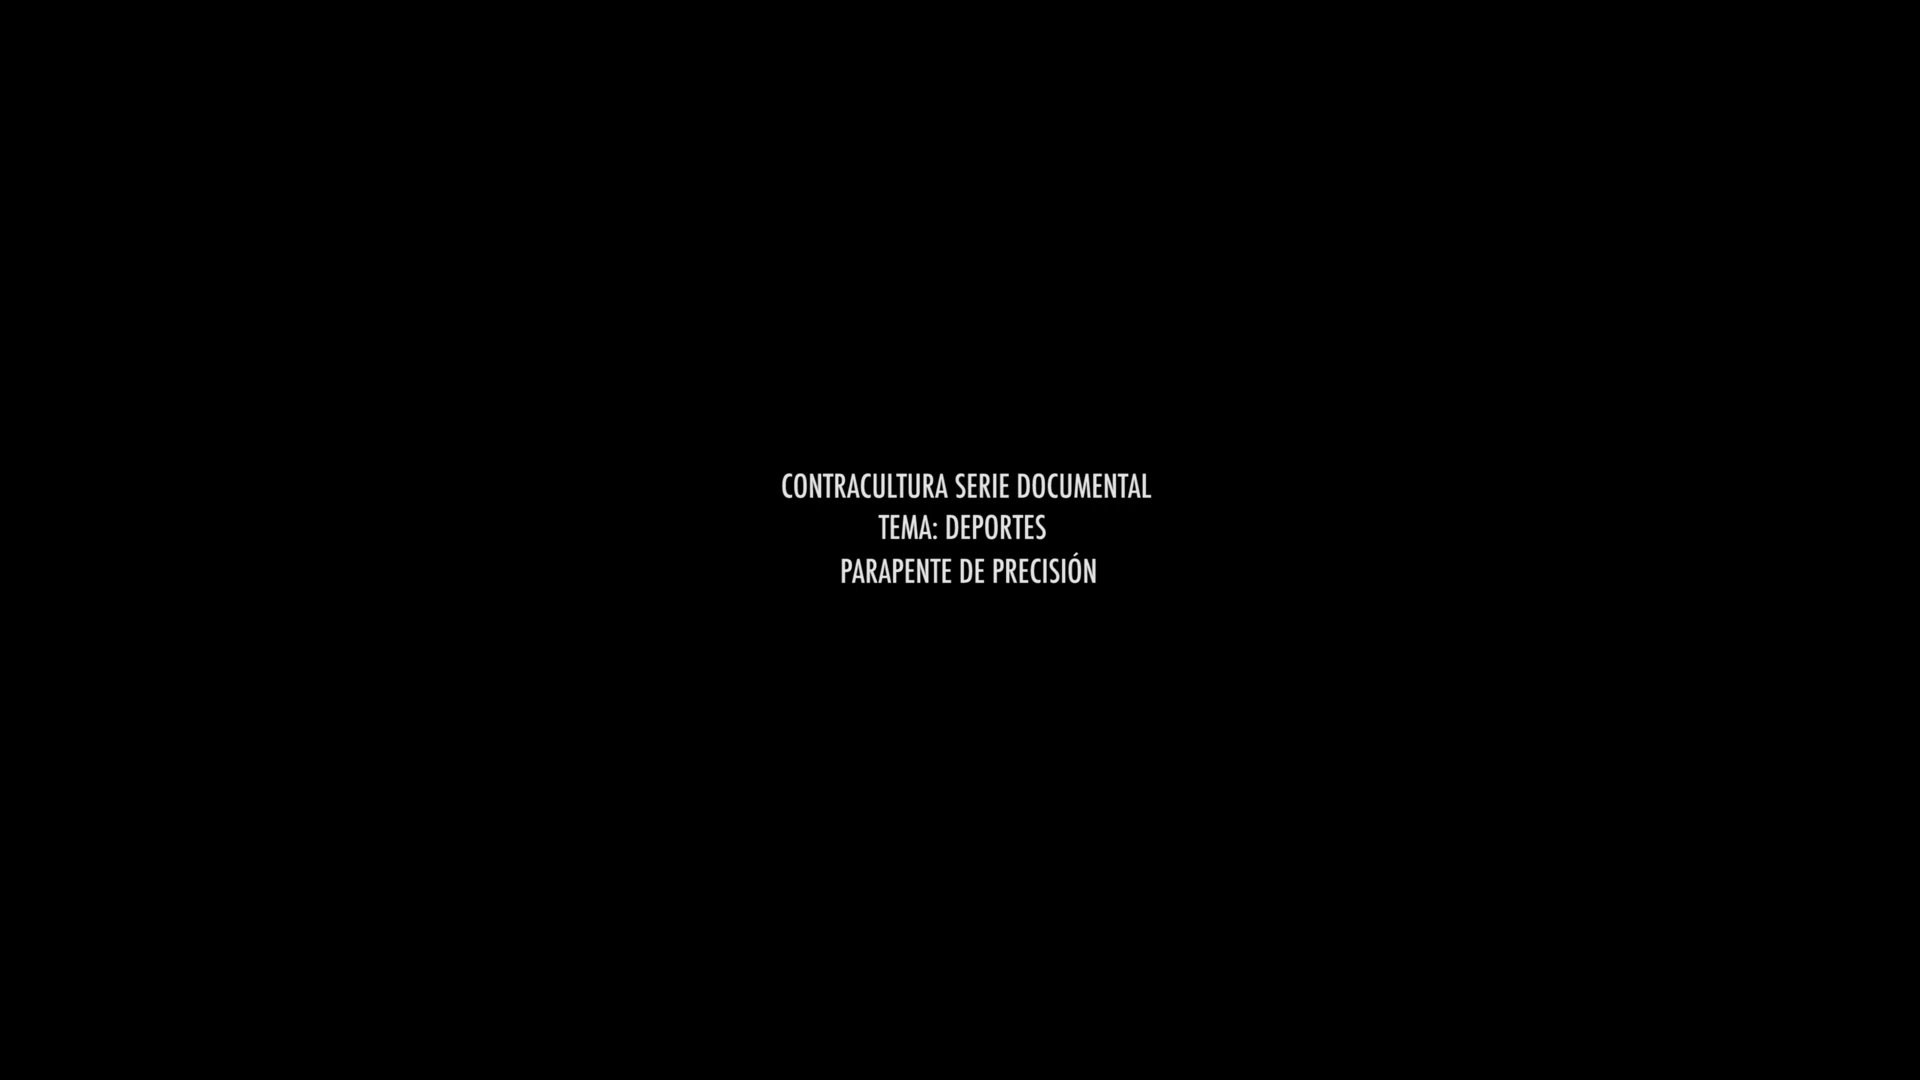 CONTRACULTURA SERIE DOCUMENTAL
TEMA: DEPORTES
PARAPENTE DE PRECISIÓN